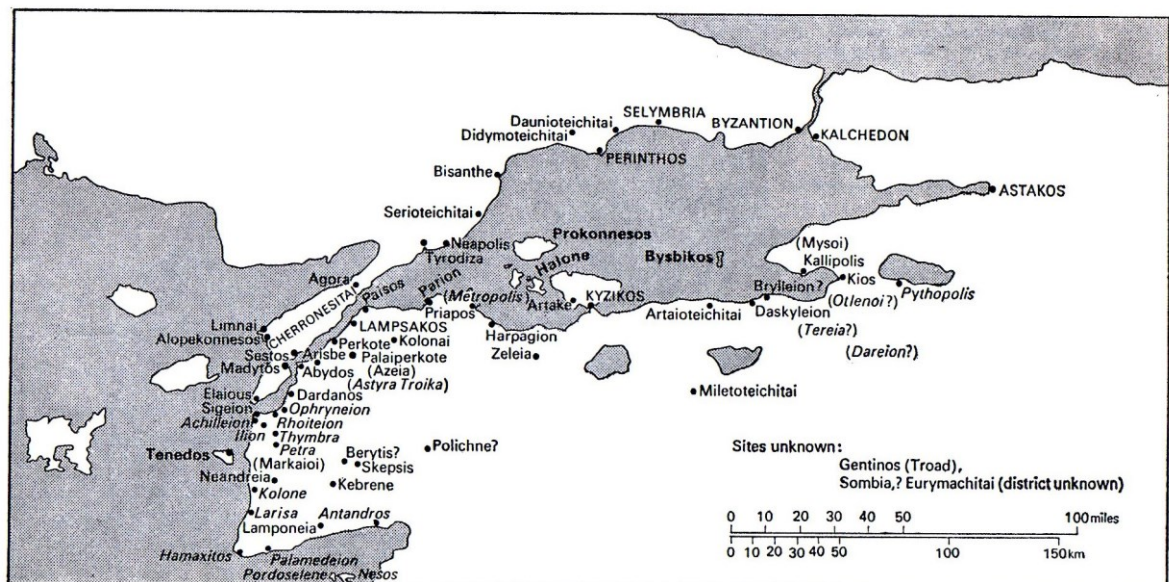 SELYMBRIA
Daunioteichitai
BYZANTION
Didymoteichitai
KALCHEDON
PERINTHOS
Bisanthe
ASTAKOS
Serioteichitai
Prokonnesos
Neapolis
(Mysoi)
Tyrodiza
Bysbikos
Kallipolis
Halone
Kios
Agora
Paisos
Parion
Brylleion?
Pythopolis
(Metropolis)
Artake
KYZIKOS
(Otlenoi?)
Priapos
Artaioteichitai
Daskyleion
CHERRONESITAI
(Tereia?)
Limnai
LAMPSAKOS
Harpagion
(Dareion?)
Alopekonnesos
Perkote
Kolonai
Zeleia
Sestos
Arisbe
Palaiperkote
Madytos
Abydos
(Azeia)
(Astyra Troika)
Miletoteichitai
Elaious
Dardanos
Sigeion
Ophryneion
Achilleion
Rhoiteion
Ilion
Thymbra
Petra
Tenedos
Berytis?
Polichne?
Sites unknown:
(Markaioi)
Skepsis
Gentinos (Troad),
Neandreia
Kebrene
Sombia,? Eurymachitai (district unknown)
Kolone
Larisa
Antandros
Lamponeia
0 10 20 30 40 50 100 miles
Hamaxitos
Palamedeion
0 10 20 30 40 50 100 150 km
Pordoselene
Nesos